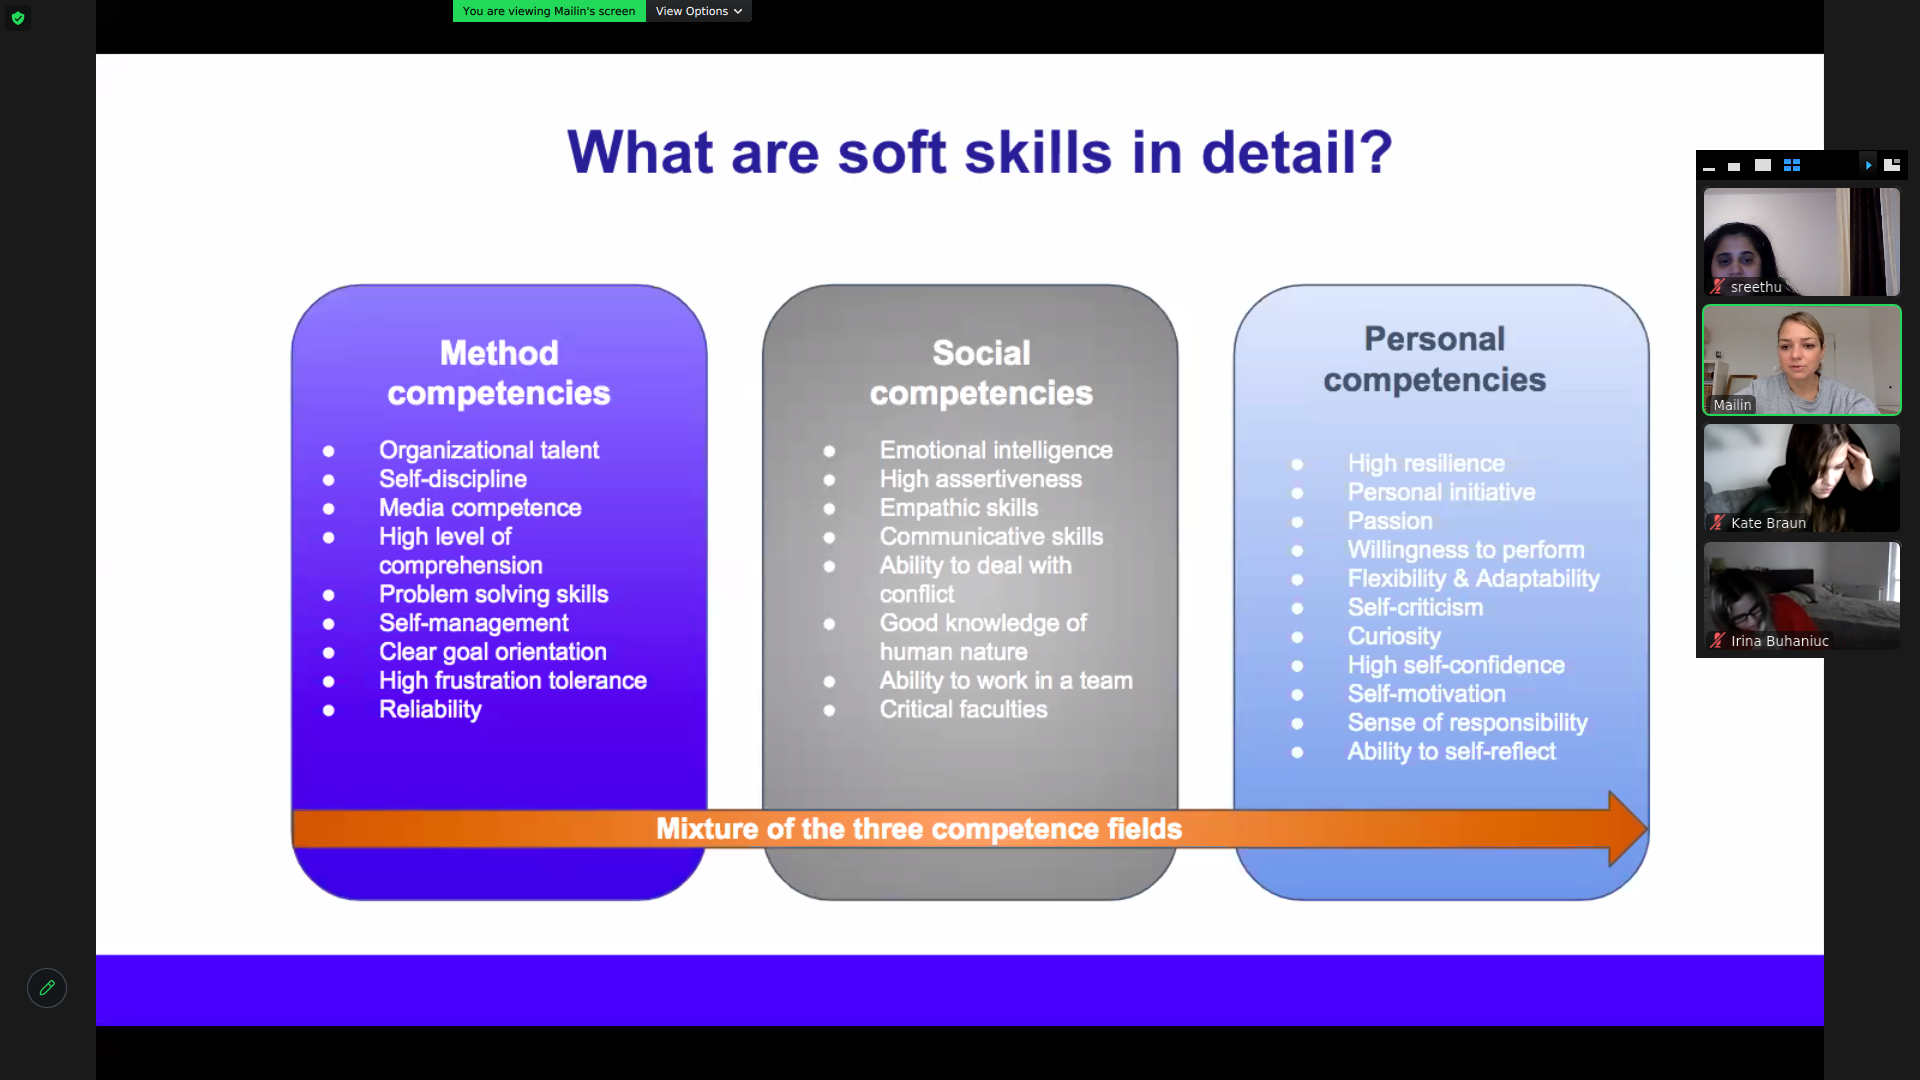 You are viewing Mailin's screen
View Options
What are soft skills in detail?
Method
competencies
Organizational talent
Self-discipline
Media competence
High level of
comprehension
Problem solving skills
Self-management
Clear goal orientation
High frustration tolerance
Reliability
Social
competencies
Emotional intelligence
High assertiveness
Empathic skills
Communicative skills
Ability to deal with
conflict
Good knowledge of
human nature
Ability to work in a team
Critical faculties
Personal
competencies
High resilience
Personal initiative
Passion
Willingness to perform
Flexibility & Adaptability
Self-criticism
Curiosity
High self-confidence
Self-motivation
Sense of responsibility
Ability to self-reflect
Mixture of the three competence fields
sreethu
Mailin
Kate Braun
Irina Buhaniuc